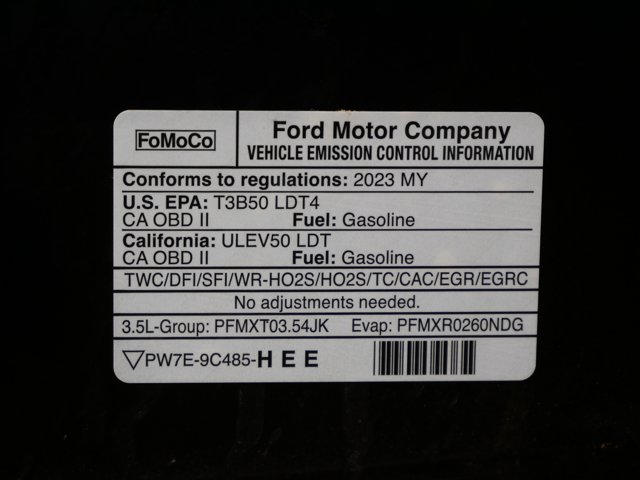 FoMoCo
Ford Motor Company
VEHICLE EMISSION CONTROL INFORMATION
Conforms to regulations: 2023 MY
U.S. EPA: T3B50 LDT4
CA OBD II Fuel: Gasoline
California: ULEV50 LDT
CA OBD II Fuel: Gasoline
TWC/DFI/SFI/WR-HO2S/HO2S/TC/CAC/EGR/EGRC
No adjustments needed.
3.5L-Group: PFMXT03.54JK Evap: PFMXR0260NDG
PW7E-9C485-HEE